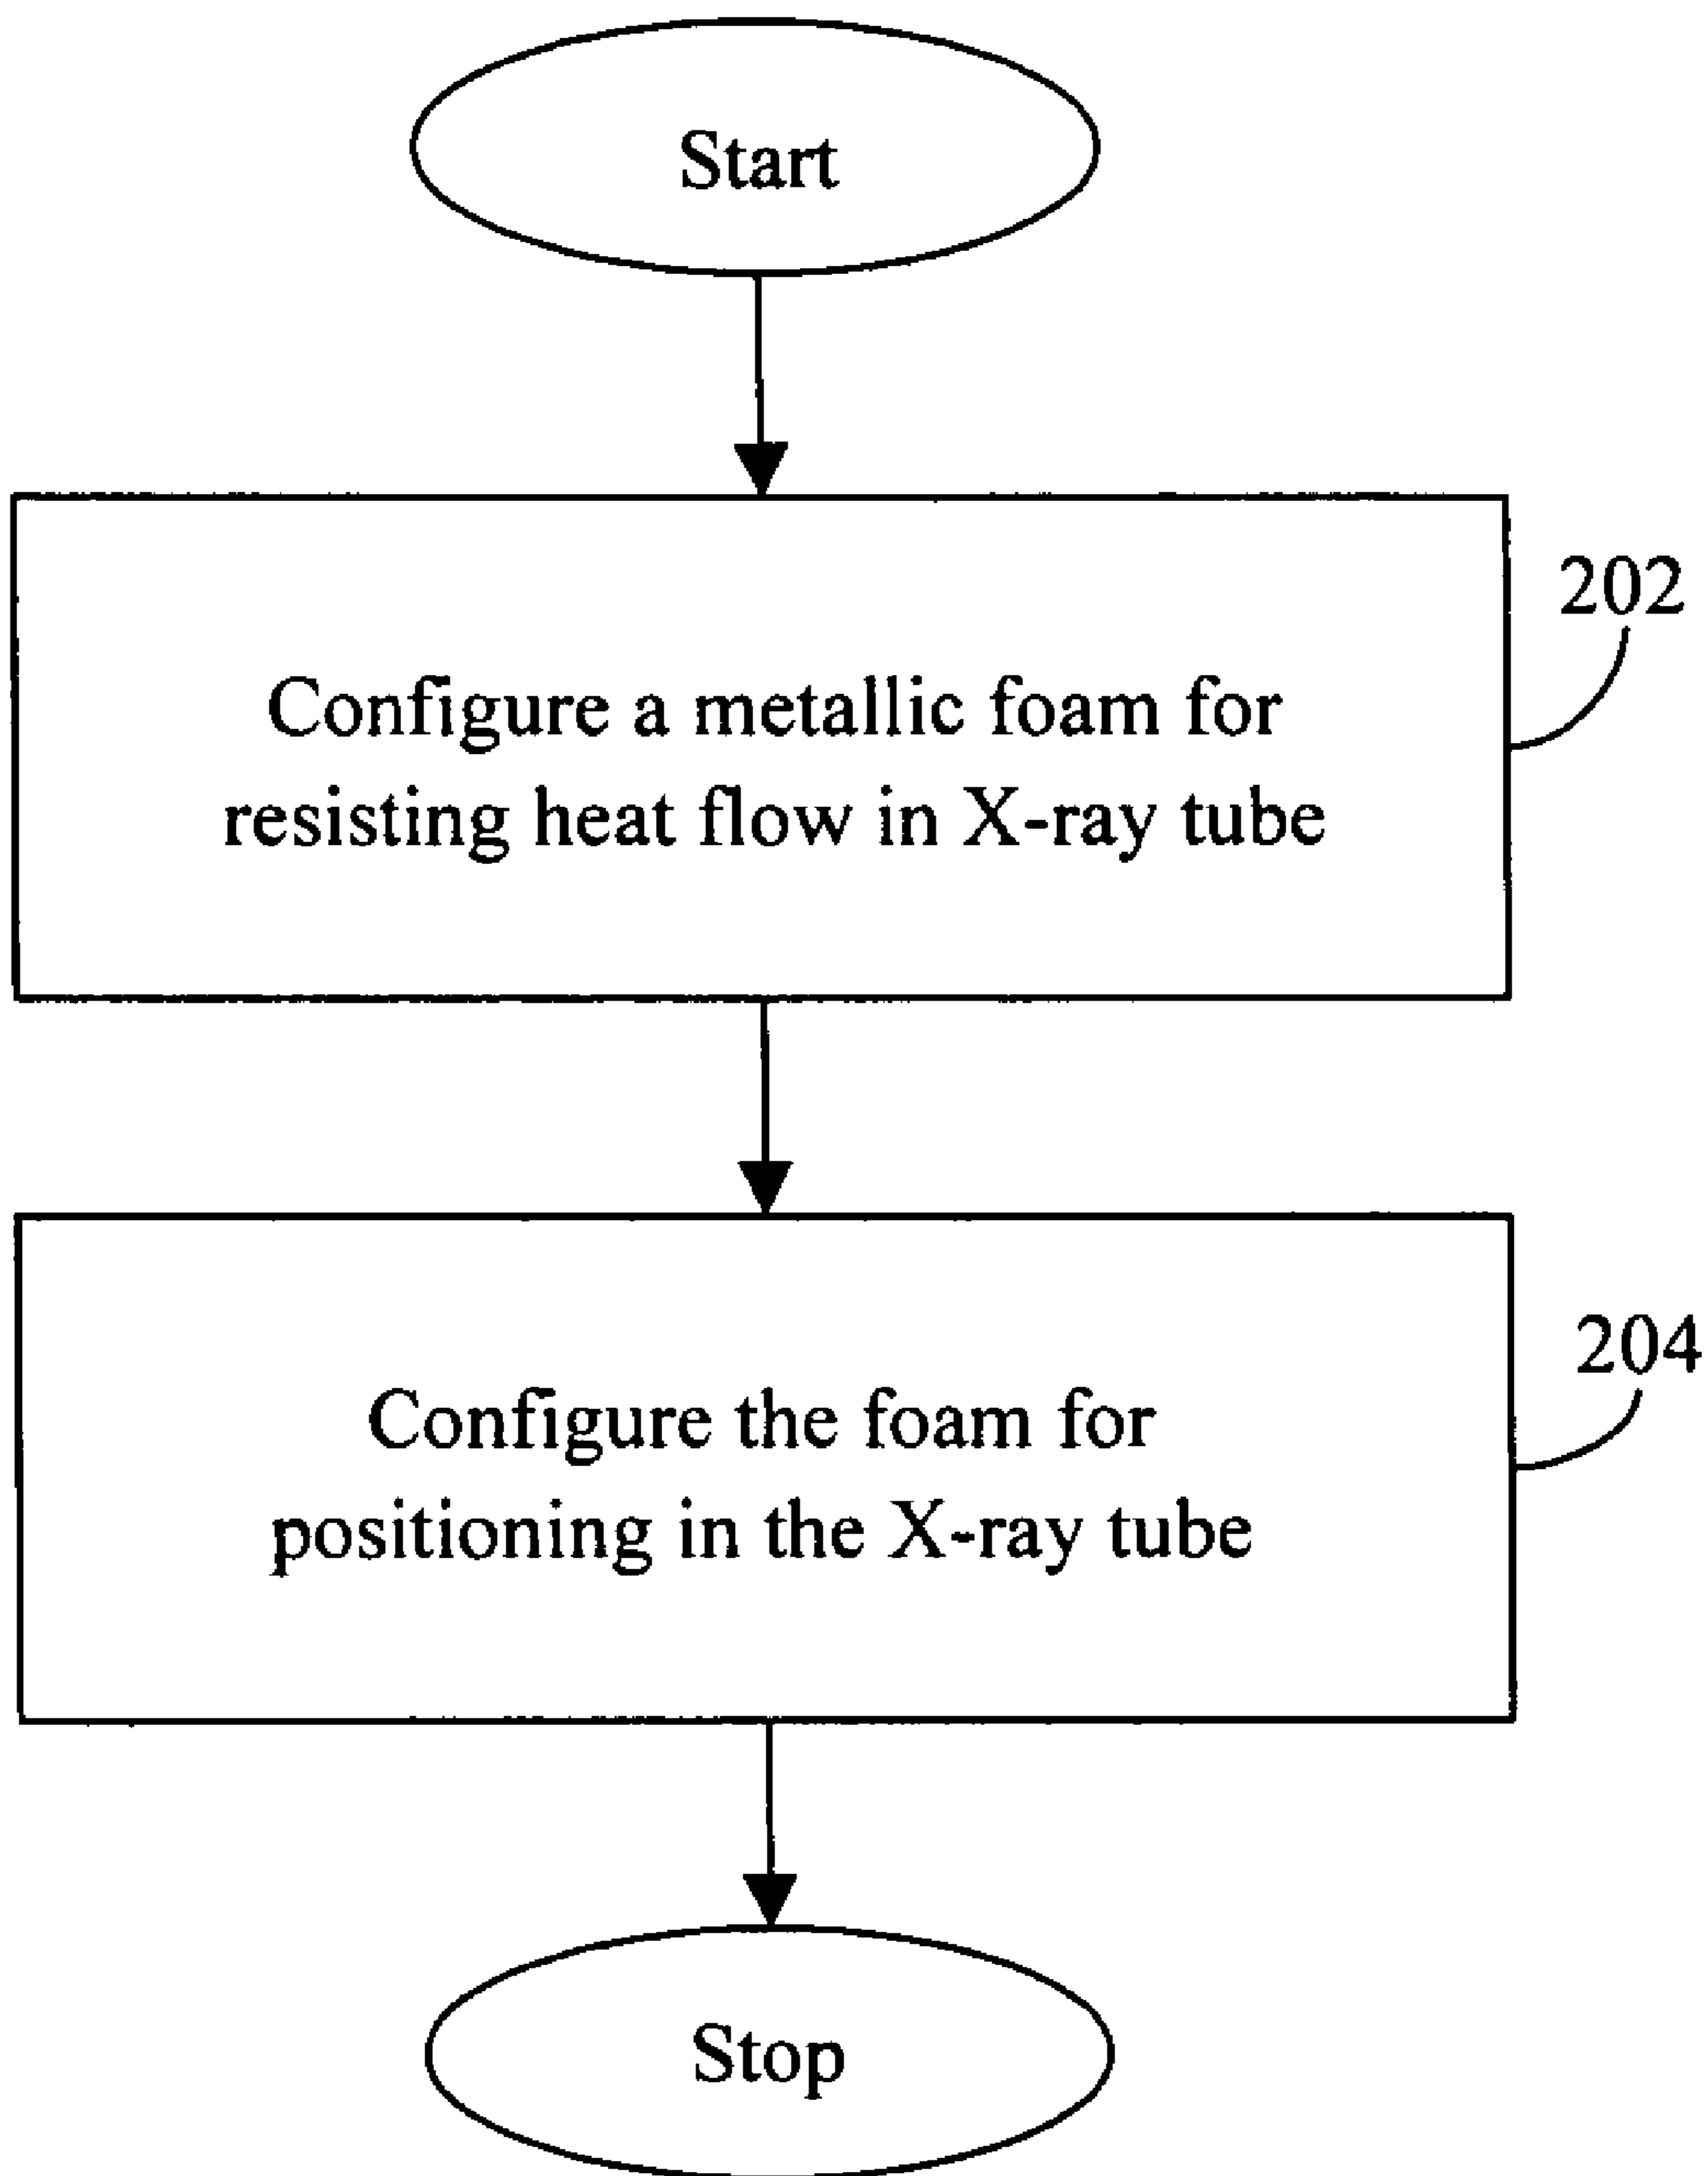 Start
202
Configure a metallic foam for
resisting heat flow in X-ray tube
204
Configure the foam for
positioning in the X-ray tube
Stop